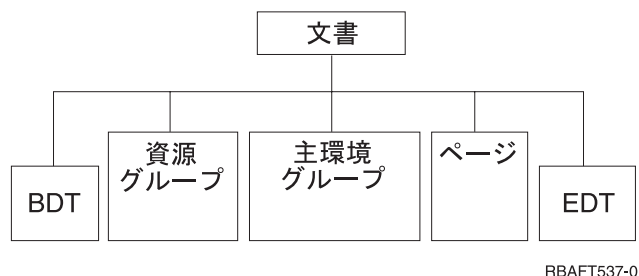 文書
BDT
資源
グループ
主環境
グループ
ページ
EDT
RBAFT537-0